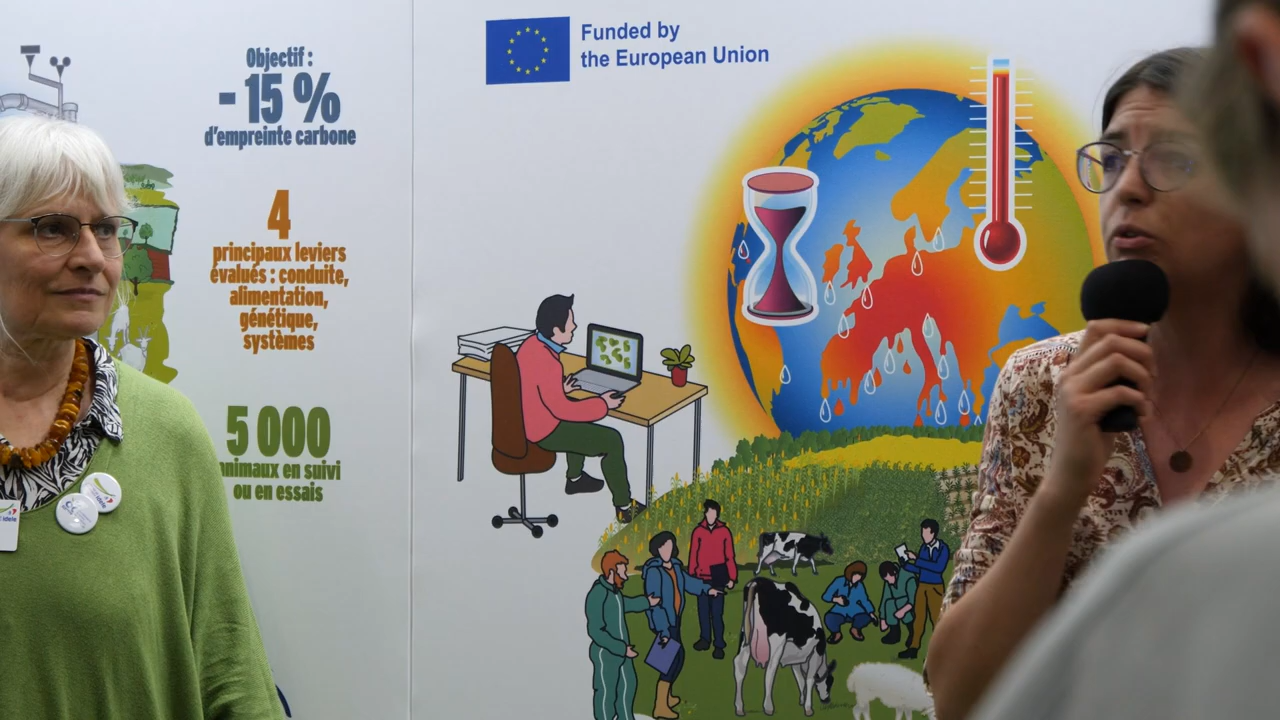 Objectif :
- 15 %
d'empreinte carbone
4
principaux leviers
évalués : conduite,
alimentation,
génétique,
systèmes
5 000
animaux en suivi
ou en essais
Funded by
the European Union
idele